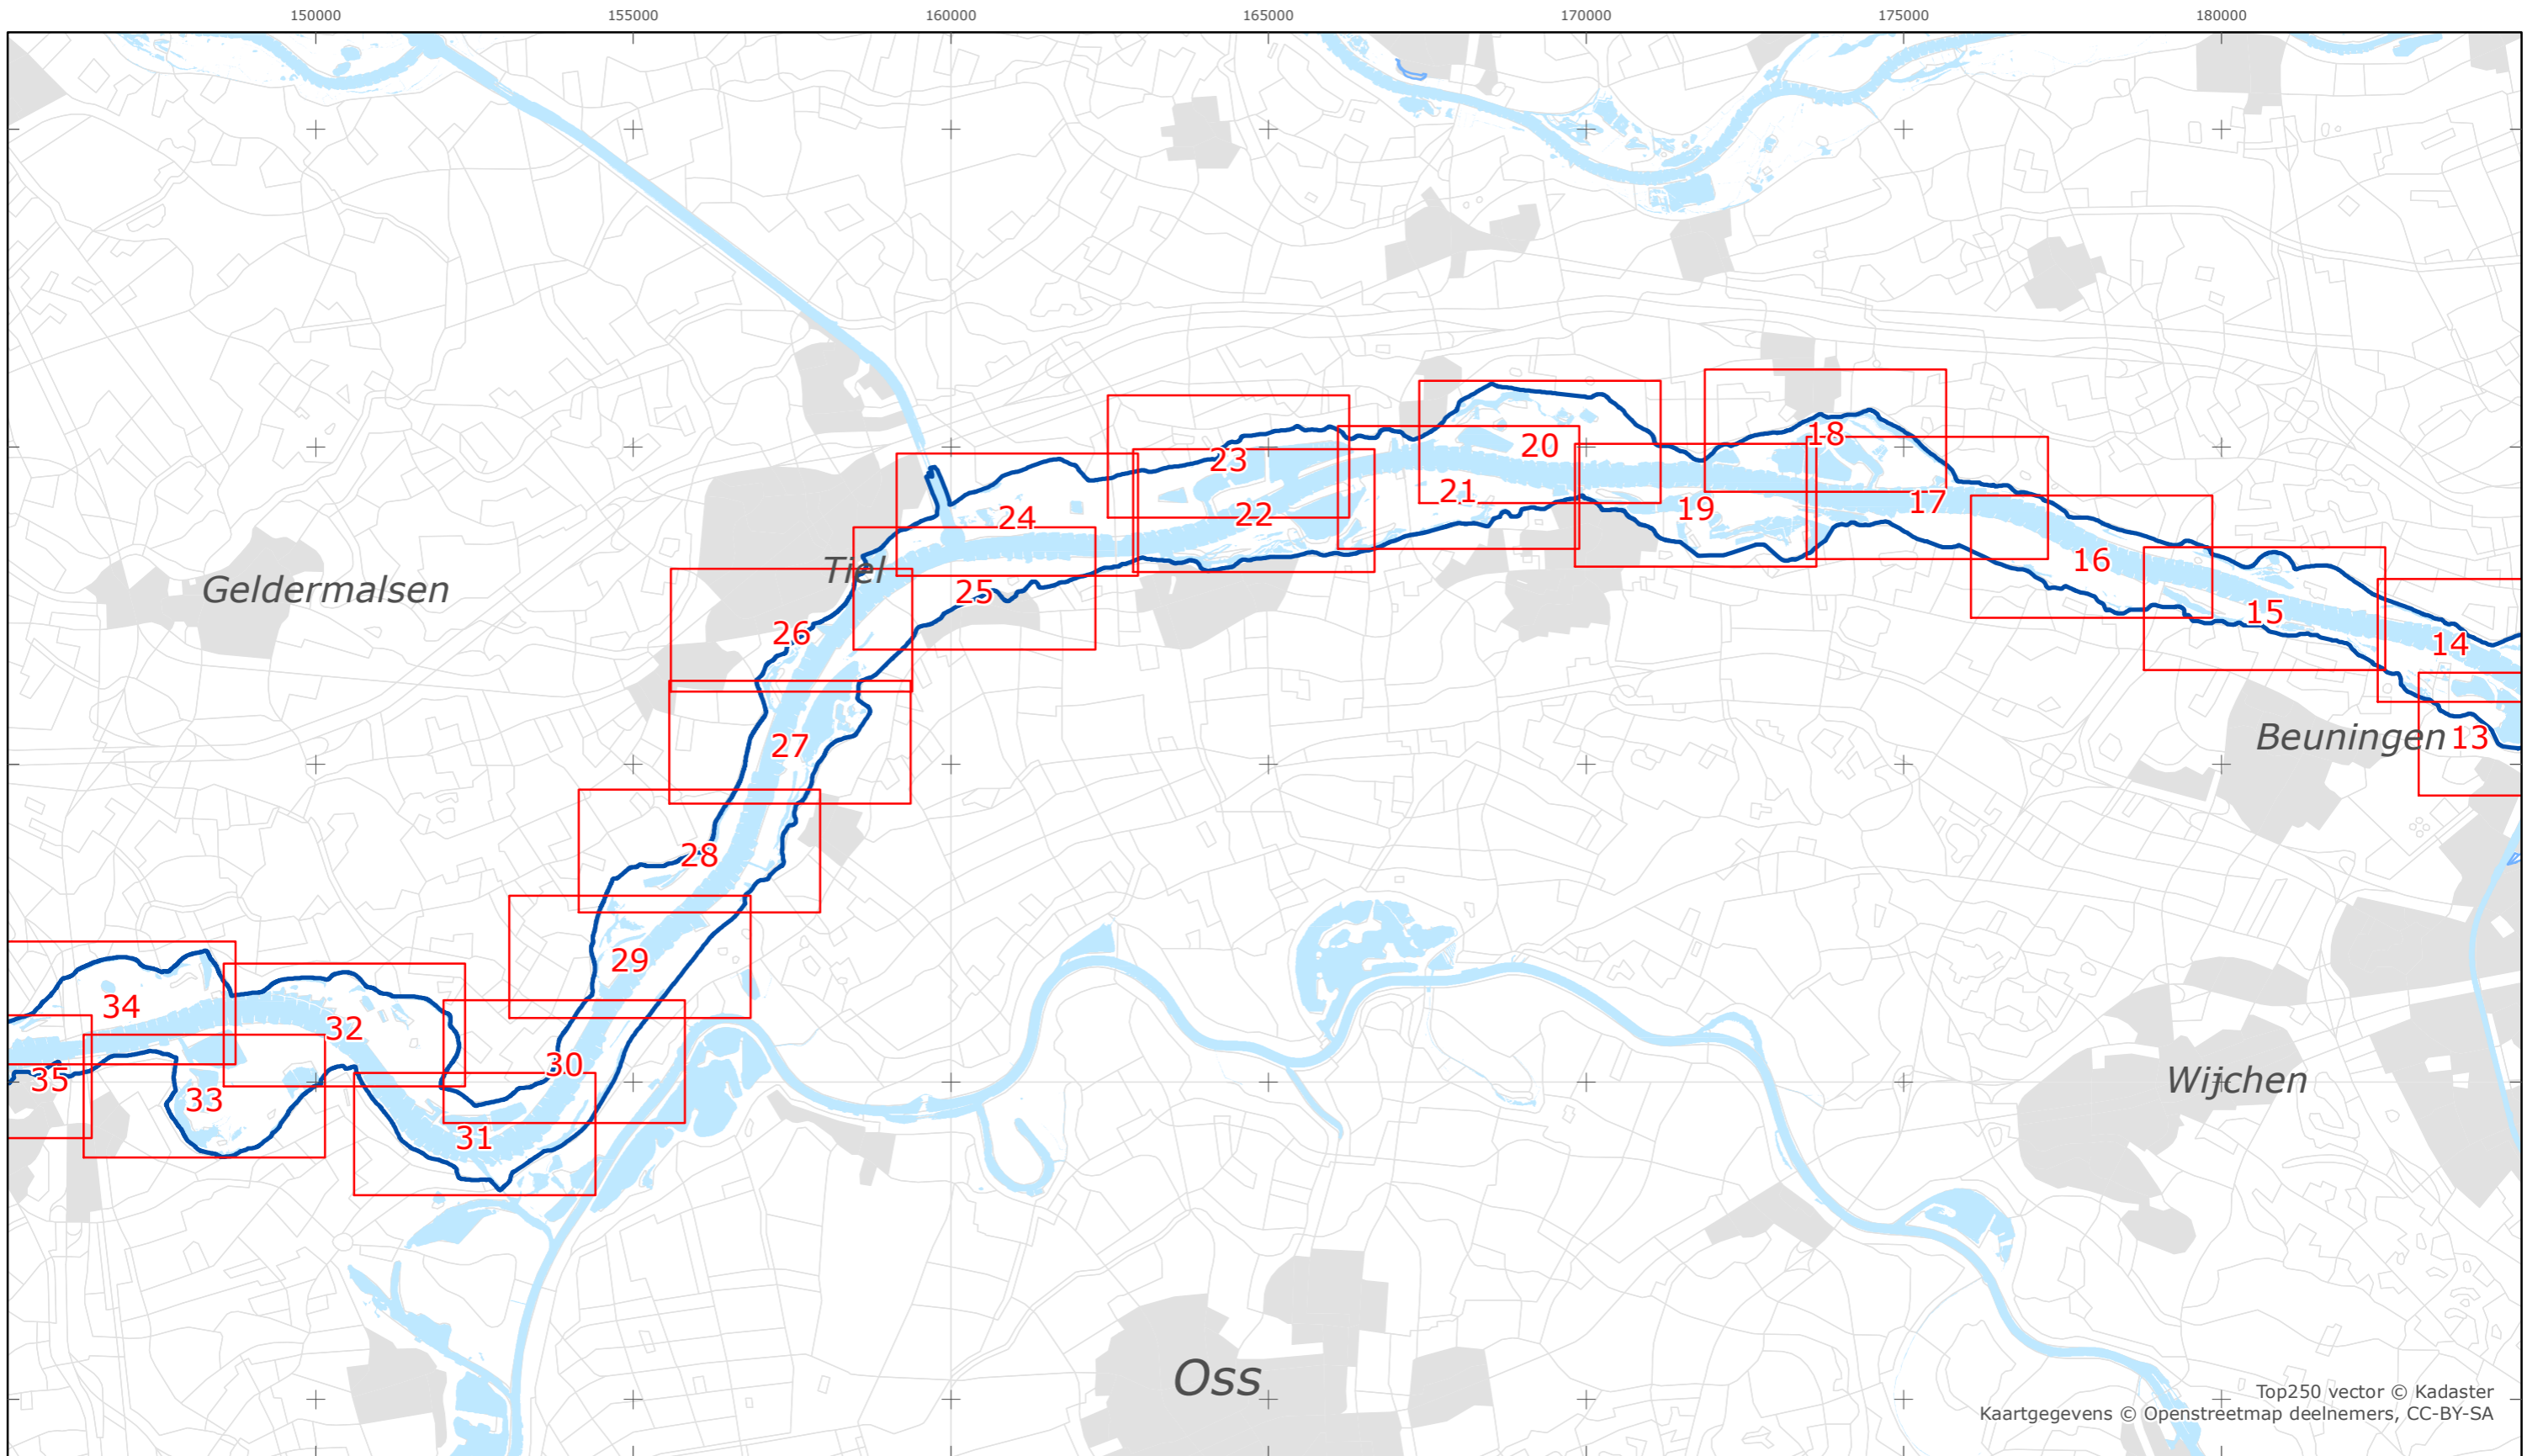 150000 155000 160000 165000 170000 175000 180000
18
20
23
21
17
19
22
24
16
Tiel
Geldermalsen
25
15
26
14
Beuningen 13
27
28
29
34
32
30
35
Wijchen
33
31
Oss
Top250 vector © Kadaster
Kaartgegevens © Openstreetmap deelnemers, CC-BY-SA